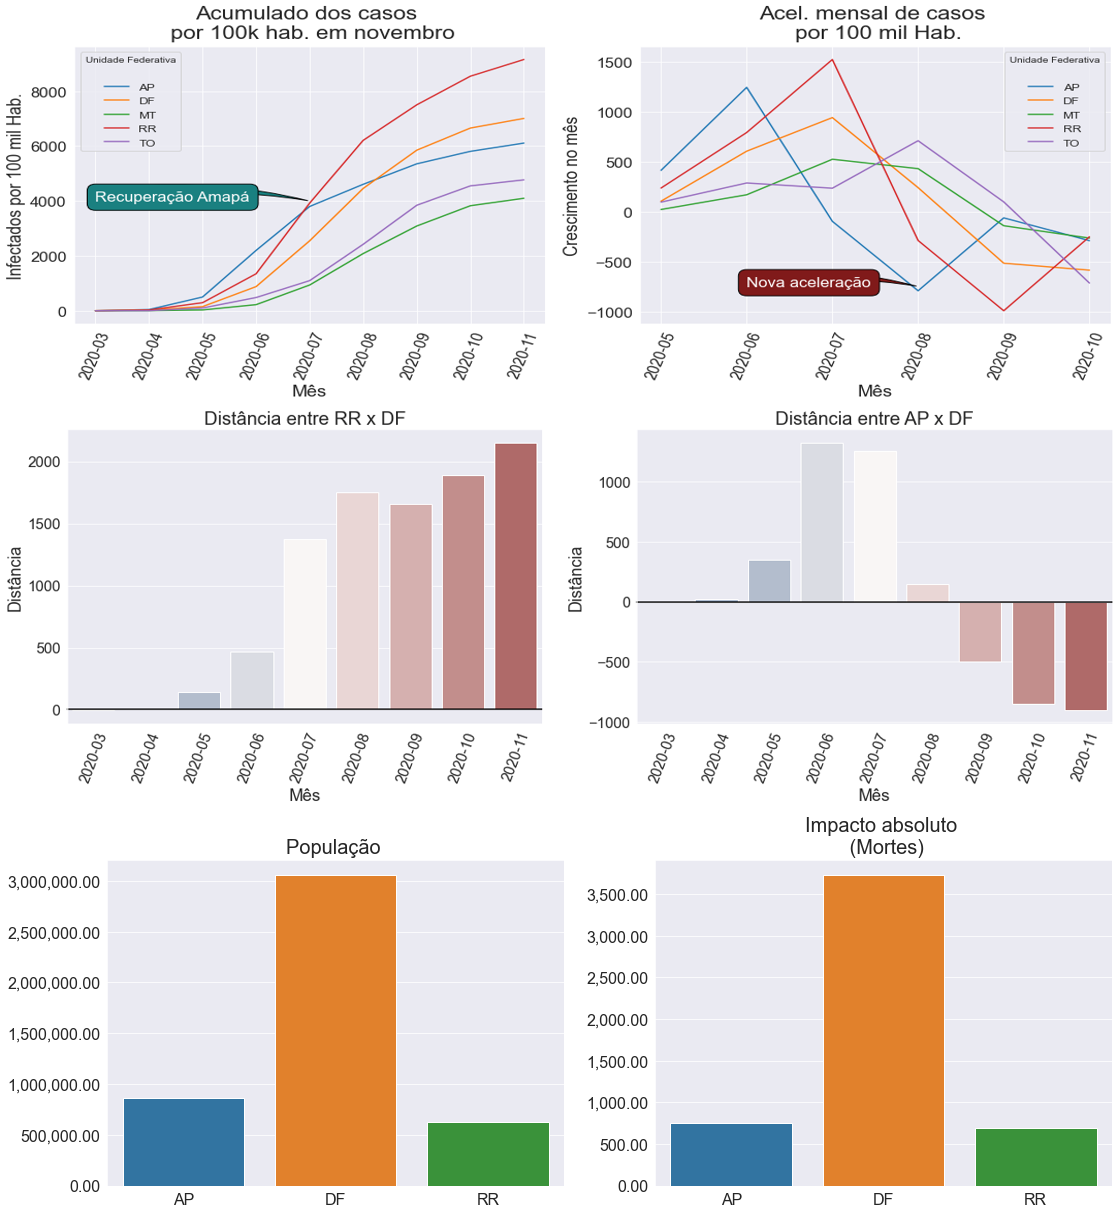 Acumulado dos casos
por 100k hab. em novembro
Infectados por 100 mil Hab.
8000
6000
4000
2000
0
Unidade Federativa
AP
DF
MT
RR
TO
Recuperação Amapá
2020-03
2020-04
2020-05
2020-06
2020-07
2020-08
2020-09
2020-10
2020-11
Mês
Acel. mensal de casos
por 100 mil Hab.
Crescimento no mês
1500
1000
500
0
−500
−1000
Unidade Federativa
AP
DF
MT
RR
TO
Nova aceleração
2020-05
2020-06
2020-07
2020-08
2020-09
2020-10
Mês
Distância entre RR x DF
Distância
2000
1500
1000
500
0
2020-03
2020-04
2020-05
2020-06
2020-07
2020-08
2020-09
2020-10
2020-11
Mês
Distância entre AP x DF
Distância
1000
500
0
−500
−1000
2020-03
2020-04
2020-05
2020-06
2020-07
2020-08
2020-09
2020-10
2020-11
Mês
População
3,000,000.00
2,500,000.00
2,000,000.00
1,500,000.00
1,000,000.00
500,000.00
0.00
AP
DF
RR
Impacto absoluto
(Mortes)
3,500.00
3,000.00
2,500.00
2,000.00
1,500.00
1,000.00
500.00
0.00
AP
DF
RR